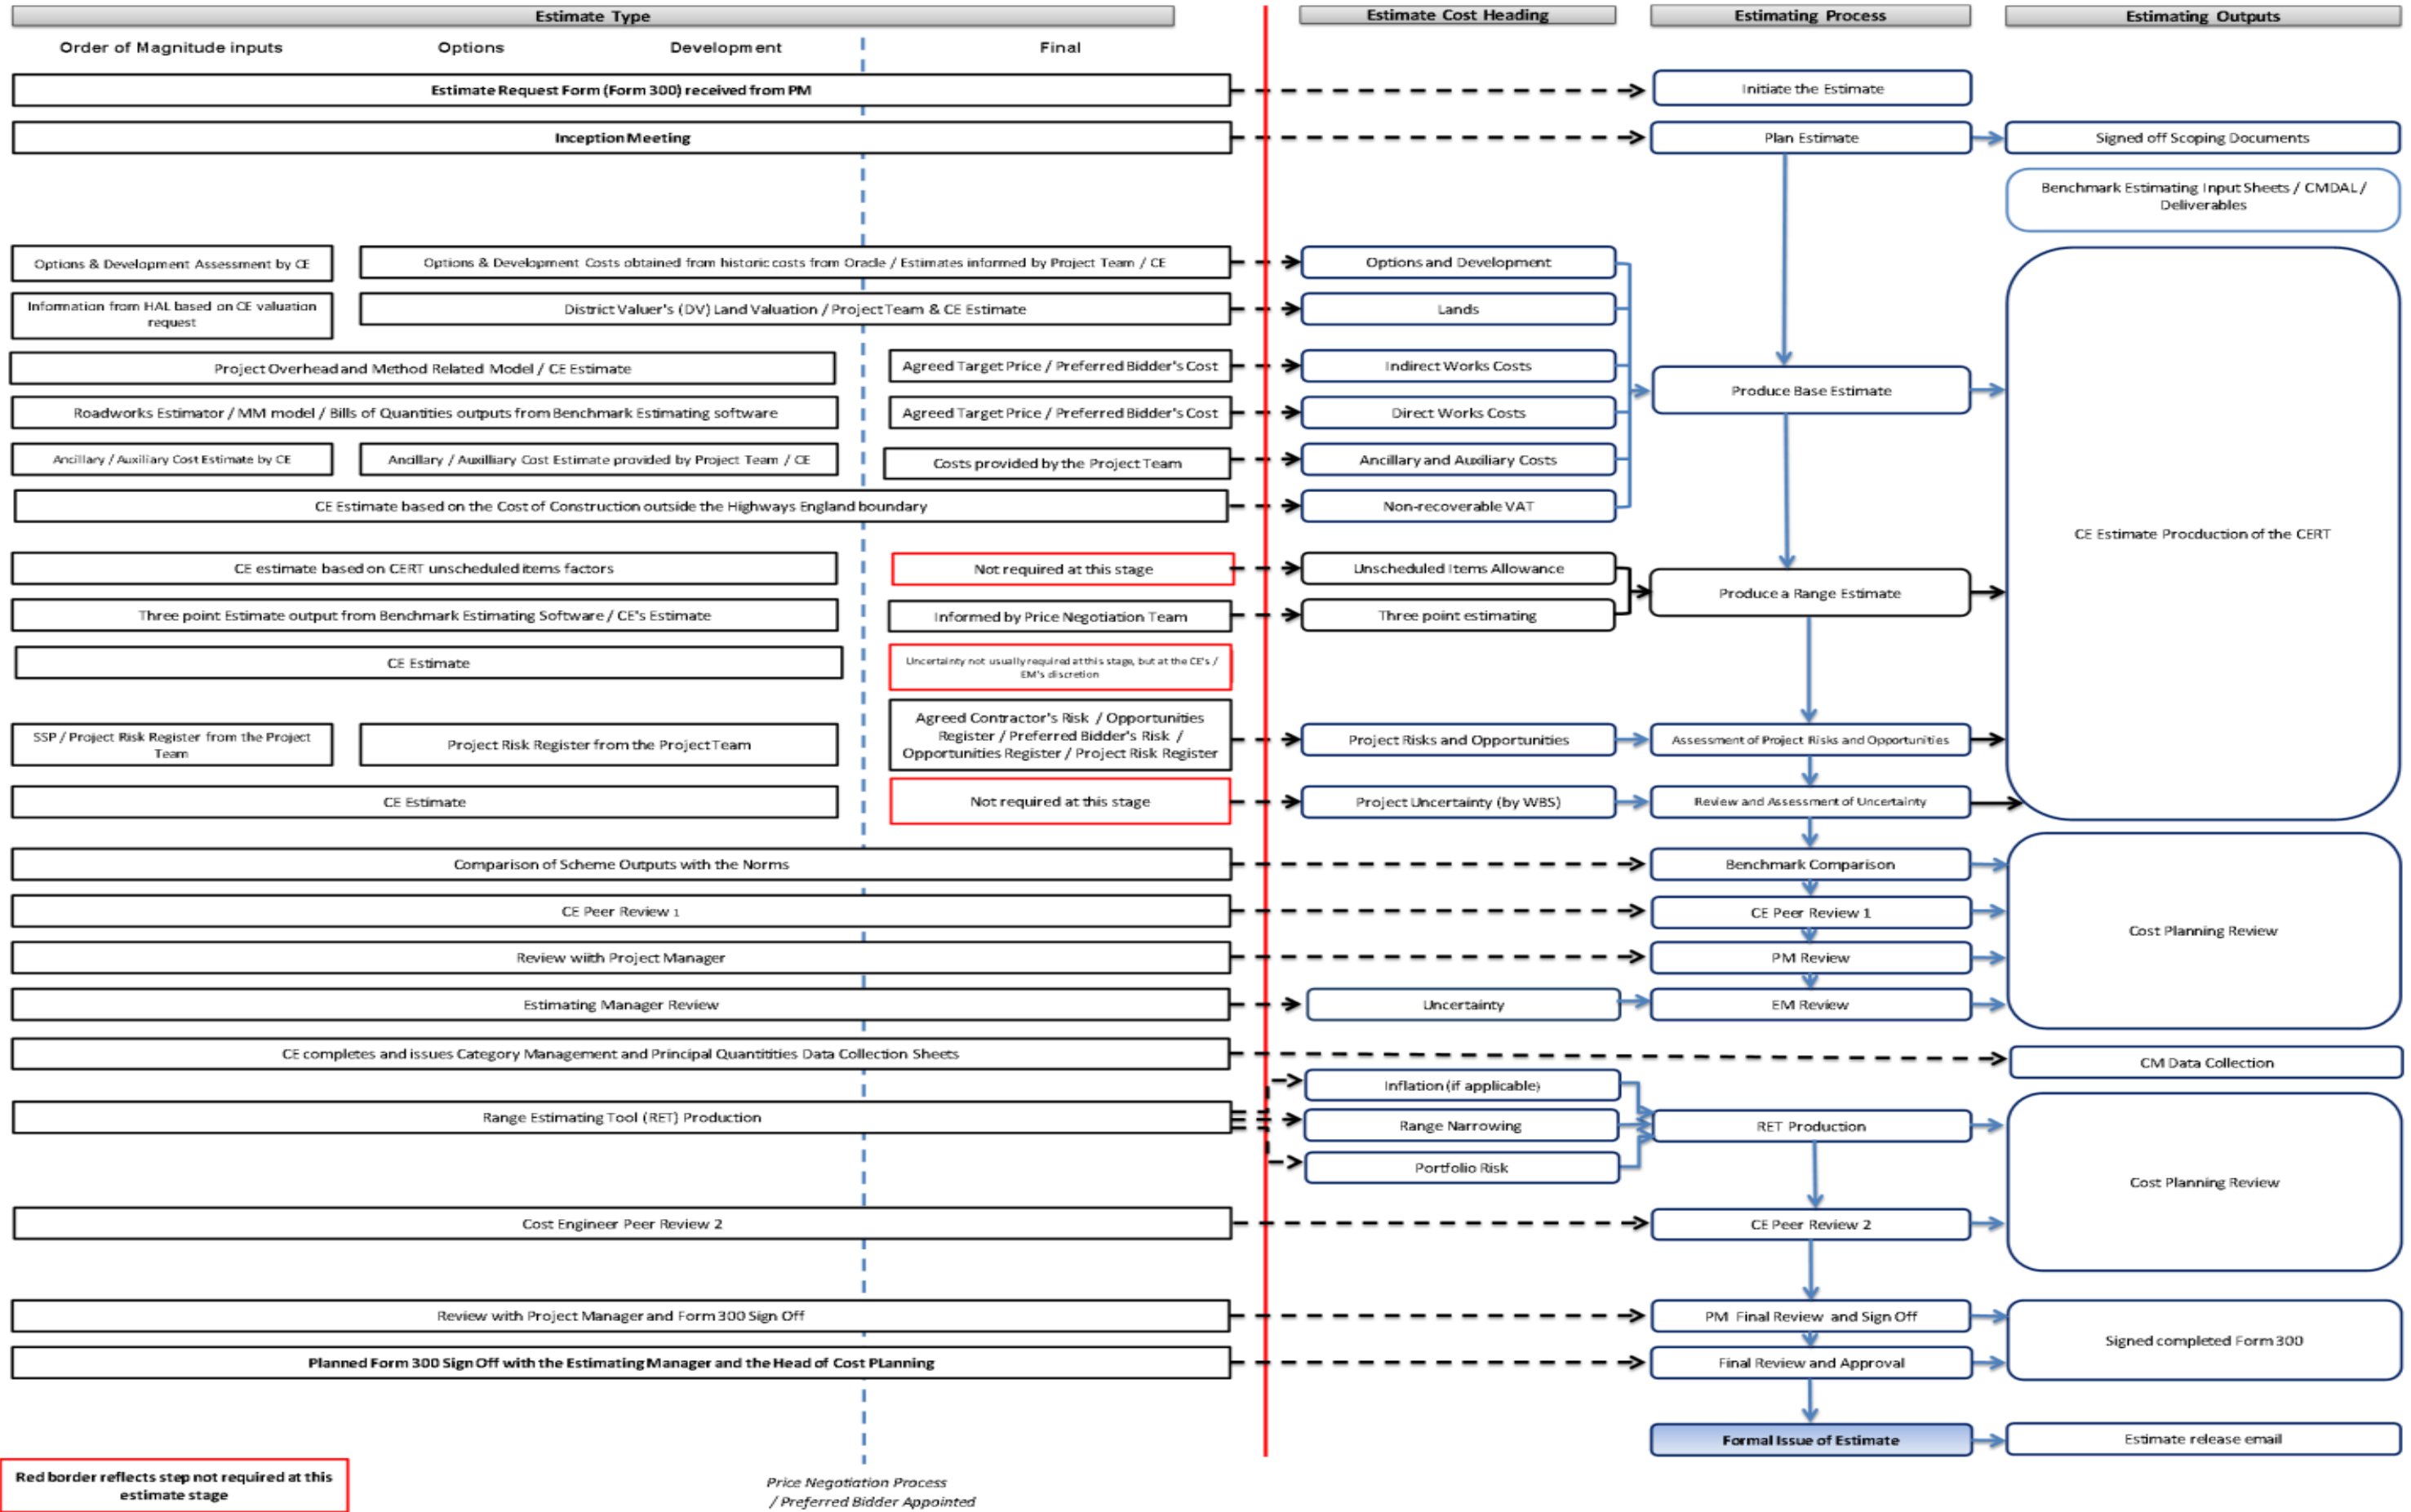 Estimate Type
Estimate Cost Heading
Estimating Process
Estimating Outputs
Order of Magnitude inputs
Options
Development
Final
Estimate Request Form (Form 300) received from PM
Initiate the Estimate
Inception Meeting
Plan Estimate
Signed off Scoping Documents
Benchmark Estimating Input Sheets / CMDAL /
Deliverables
Options & Development Assessment by CE
Options & Development Costs obtained from historic costs from Oracle / Estimates informed by Project Team / CE
Options and Development
Information from HAL based on CE valuation
request
District Valuer's (DV) Land Valuation / Project Team & CE Estimate
Lands
Project Overhead and Method Related Model / CE Estimate
Agreed Target Price / Preferred Bidder's Cost
Indirect Works Costs
Produce Base Estimate
Roadworks Estimator / MM model / Bills of Quantities outputs from Benchmark Estimating software
Agreed Target Price / Preferred Bidder's Cost
Direct Works Costs
Ancillary / Auxiliary Cost Estimate by CE
Ancillary / Auxilliary Cost Estimate provided by Project Team / CE
Costs provided by the Project Team
Ancillary and Auxiliary Costs
CE Estimate based on the Cost of Construction outside the Highways England boundary
Non-recoverable VAT
CE Estimate Procduction of the CERT
CE estimate based on CERT unscheduled items factors
Not required at this stage
Unscheduled Items Allowance
Produce a Range Estimate
Three point Estimate output from Benchmark Estimating Software / CE's Estimate
Informed by Price Negotiation Team
Three point estimating
CE Estimate
Uncertainty not usually required at this stage, but at the CE's /
EM's discretion
SSP / Project Risk Register from the Project
Team
Project Risk Register from the Project Team
Agreed Contractor's Risk / Opportunities
Register / Preferred Bidder's Risk /
Opportunities Register / Project Risk Register
Project Risks and Opportunities
Assessment of Project Risks and Opportunities
CE Estimate
Not required at this stage
Project Uncertainty (by WBS)
Review and Assessment of Uncertainty
Comparison of Scheme Outputs with the Norms
Benchmark Comparison
CE Peer Review 1
CE Peer Review 1
Cost Planning Review
Review wiith Project Manager
PM Review
Estimating Manager Review
Uncertainty
EM Review
CE completes and issues Category Management and Principal Quantitities Data Collection Sheets
CM Data Collection
Inflation (if applicable)
Range Estimating Tool (RET) Production
Range Narrowing
RET Production
Portfolio Risk
Cost Planning Review
Cost Engineer Peer Review 2
CE Peer Review 2
Review with Project Manager and Form 300 Sign Off
PM Final Review and Sign Off
Signed completed Form 300
Planned Form 300 Sign Off with the Estimating Manager and the Head of Cost PLanning
Final Review and Approval
Formal Issue of Estimate
Estimate release email
Red border reflects step not required at this
estimate stage
Price Negotiation Process
/ Preferred Bidder Appointed